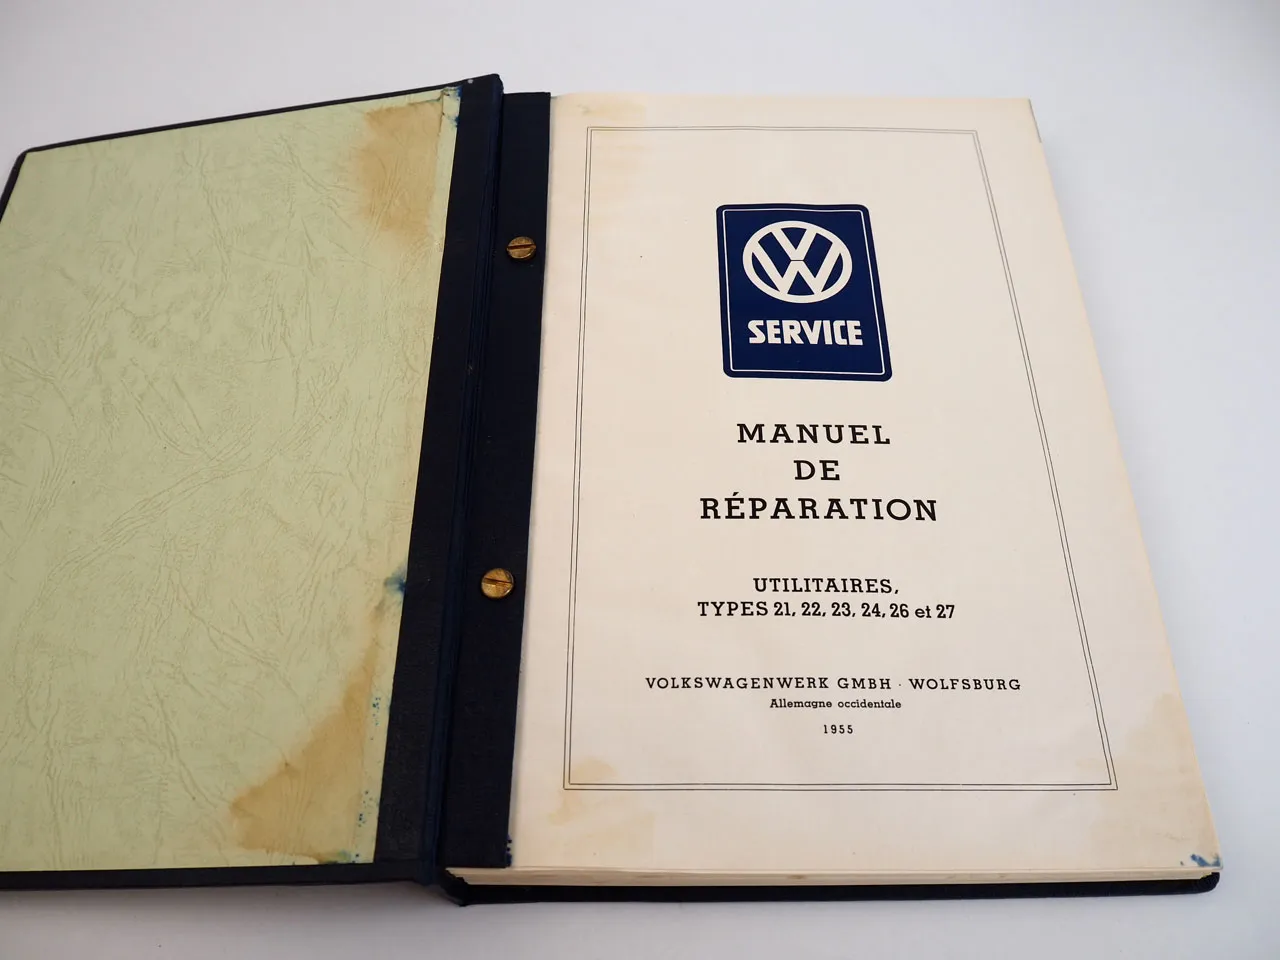 VW
SERVICE
MANUEL
DE
RÉPARATION
UTILITAIRES,
TYPES 21, 22, 23, 24, 26 et 27
VOLKSWAGENWERK GMBH · WOLFSBURG
Allemagne occidentale
1955